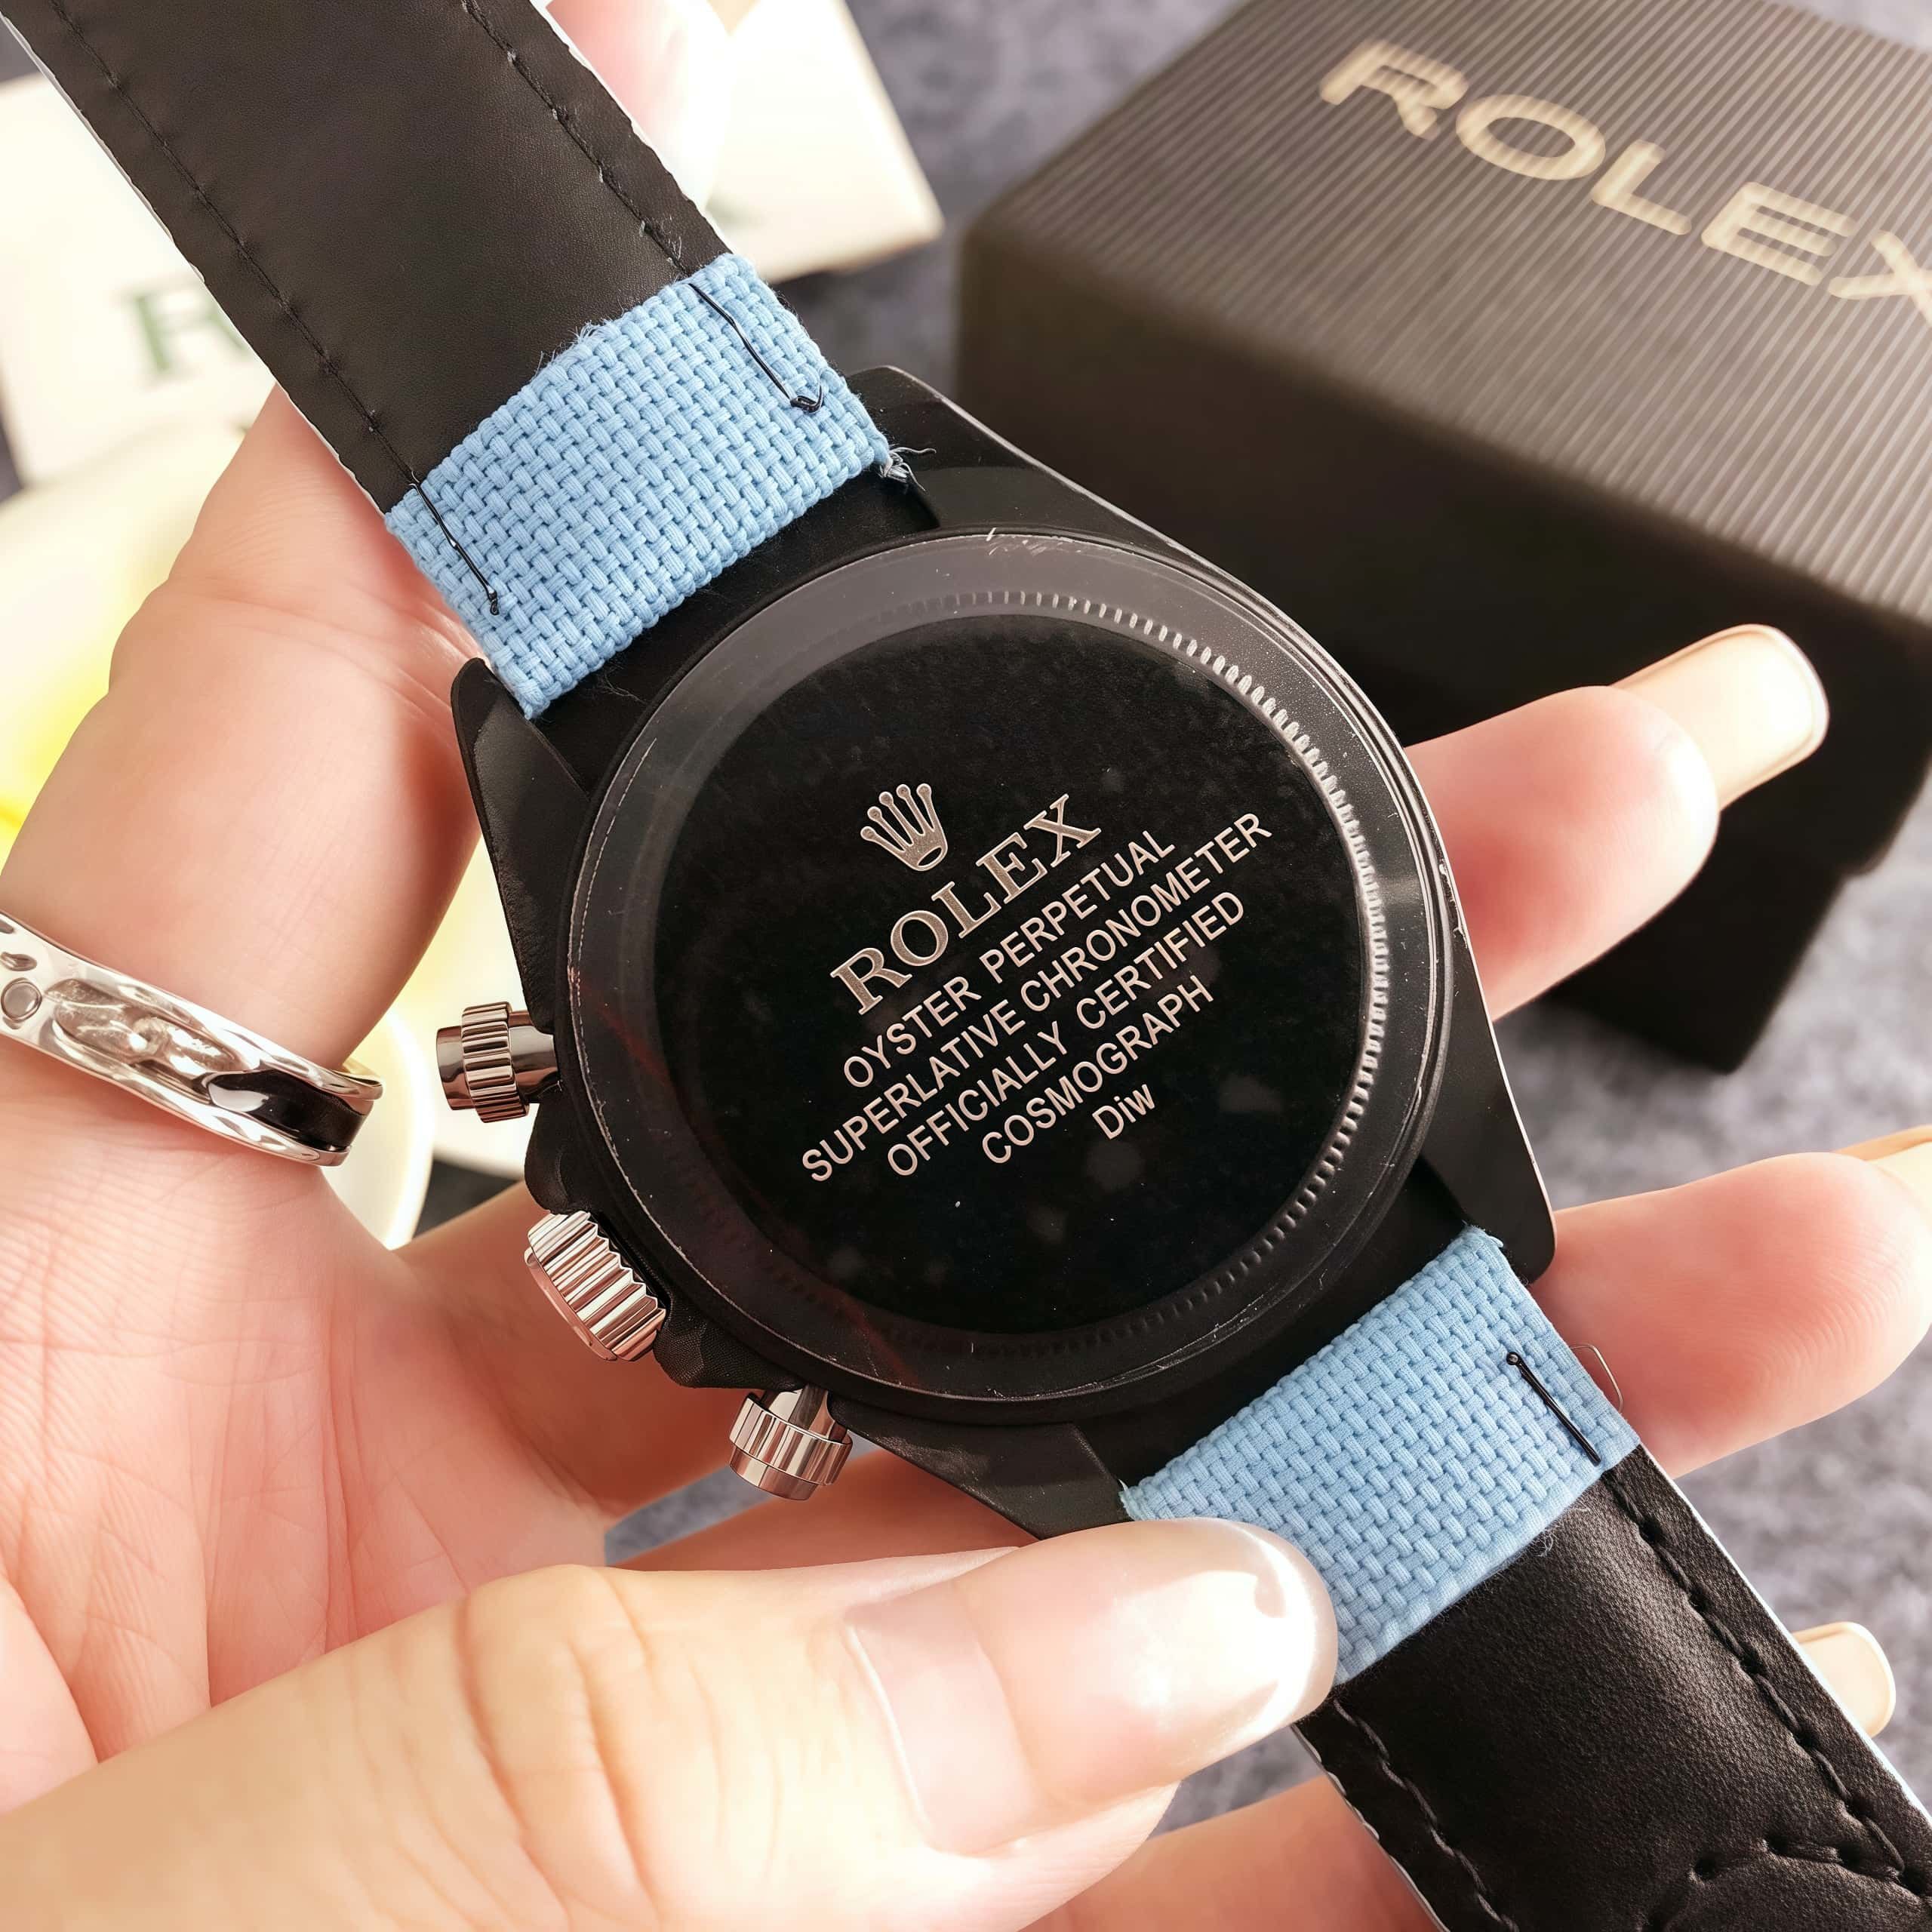 ROLEX
R
ROLEX
OYSTER PERPETUAL
SUPERLATIVE CHRONOMETER
OFFICIALLY CERTIFIED
COSMOGRAPH
Diw